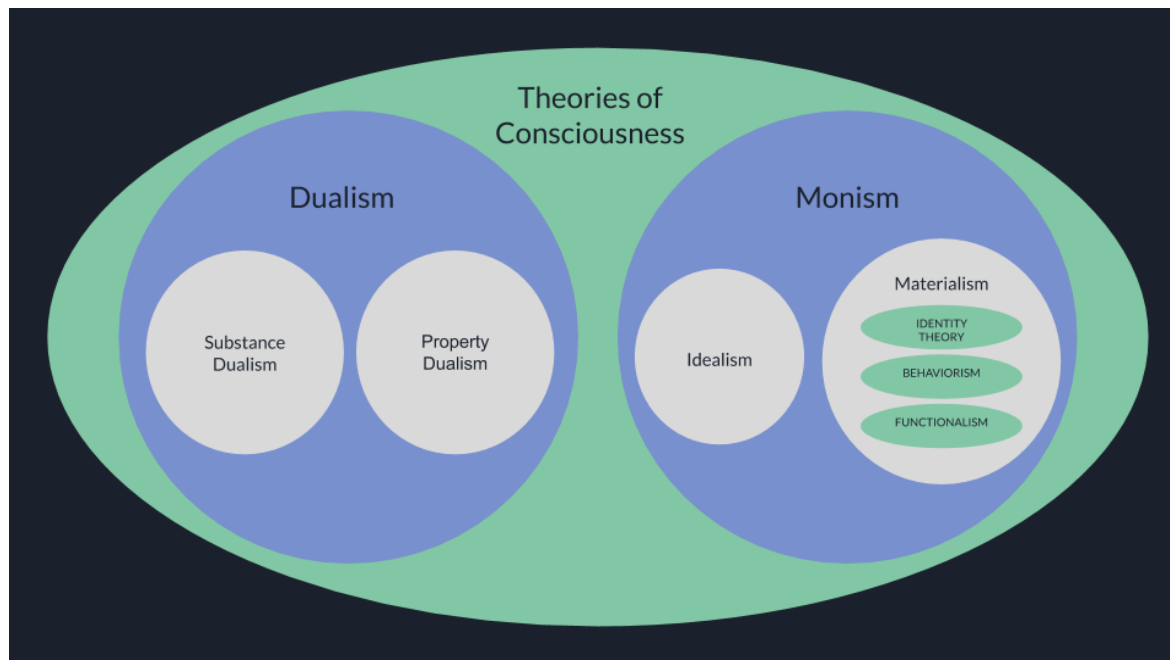 Theories of
Consciousness
Dualism
Substance
Dualism
Property
Dualism
Monism
Idealism
Materialism
IDENTITY
THEORY
BEHAVIORISM
FUNCTIONALISM